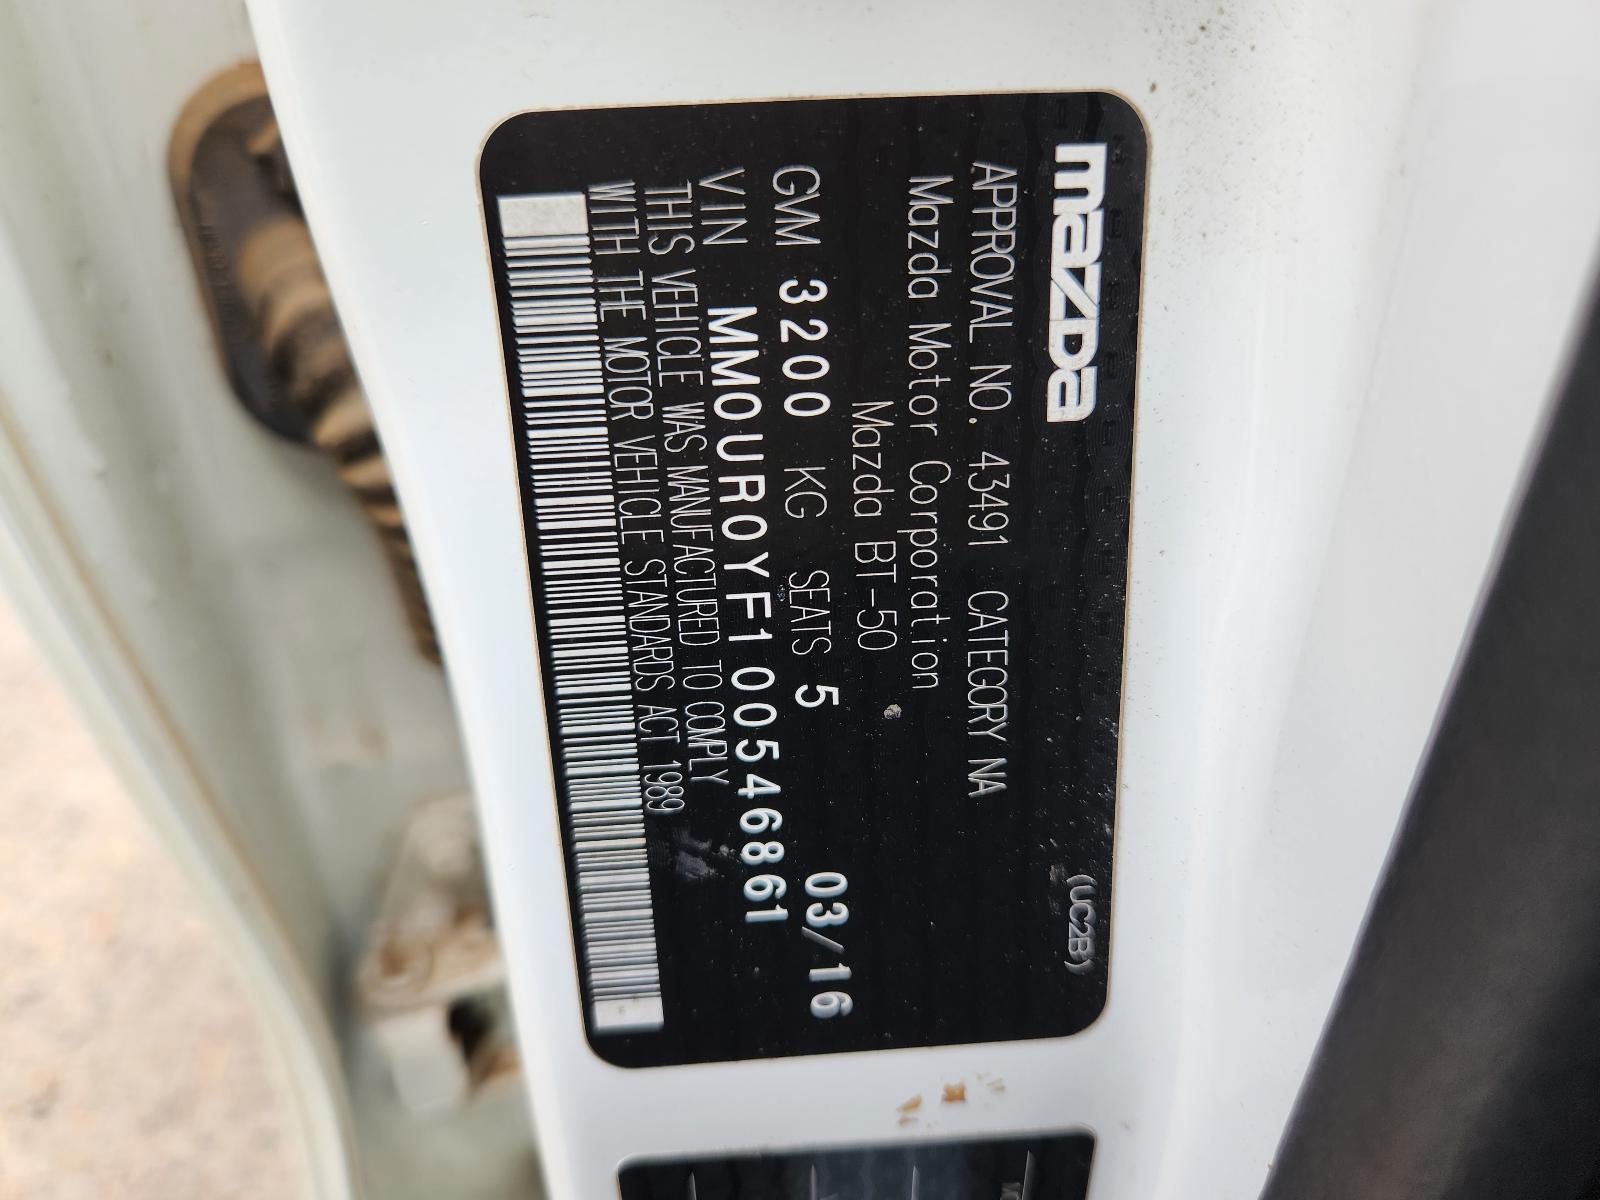 mazda (UC2B)
APPROVAL NO. 43491 CATEGORY NA
Mazda Motor Corporation
Mazda BT-50
GVM 3200 KG SEATS 5 03/16
VIN MM0UR0YF100546861
THIS VEHICLE WAS MANUFACTURED TO COMPLY
WITH THE MOTOR VEHICLE STANDARDS ACT 1989